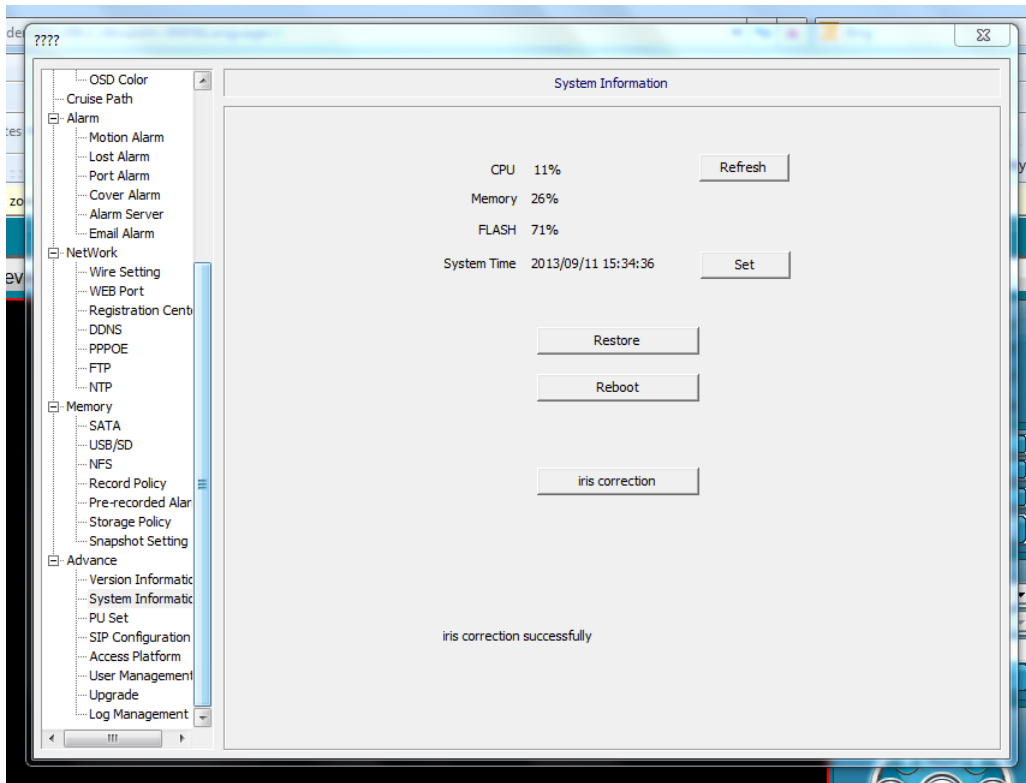 ????
OSD Color
Cruise Path
Alarm
Motion Alarm
Lost Alarm
Port Alarm
Cover Alarm
Alarm Server
Email Alarm
NetWork
Wire Setting
WEB Port
Registration Cent
DDNS
PPPOE
FTP
NTP
Memory
SATA
USB/SD
NFS
Record Policy
Pre-recorded Alar
Storage Policy
Snapshot Setting
Advance
Version Informatic
System Informatic
PU Set
SIP Configuration
Access Platform
User Management
Upgrade
Log Management
System Information
CPU 11% Refresh
Memory 26%
FLASH 71%
System Time 2013/09/11 15:34:36 Set
Restore
Reboot
iris correction
iris correction successfully